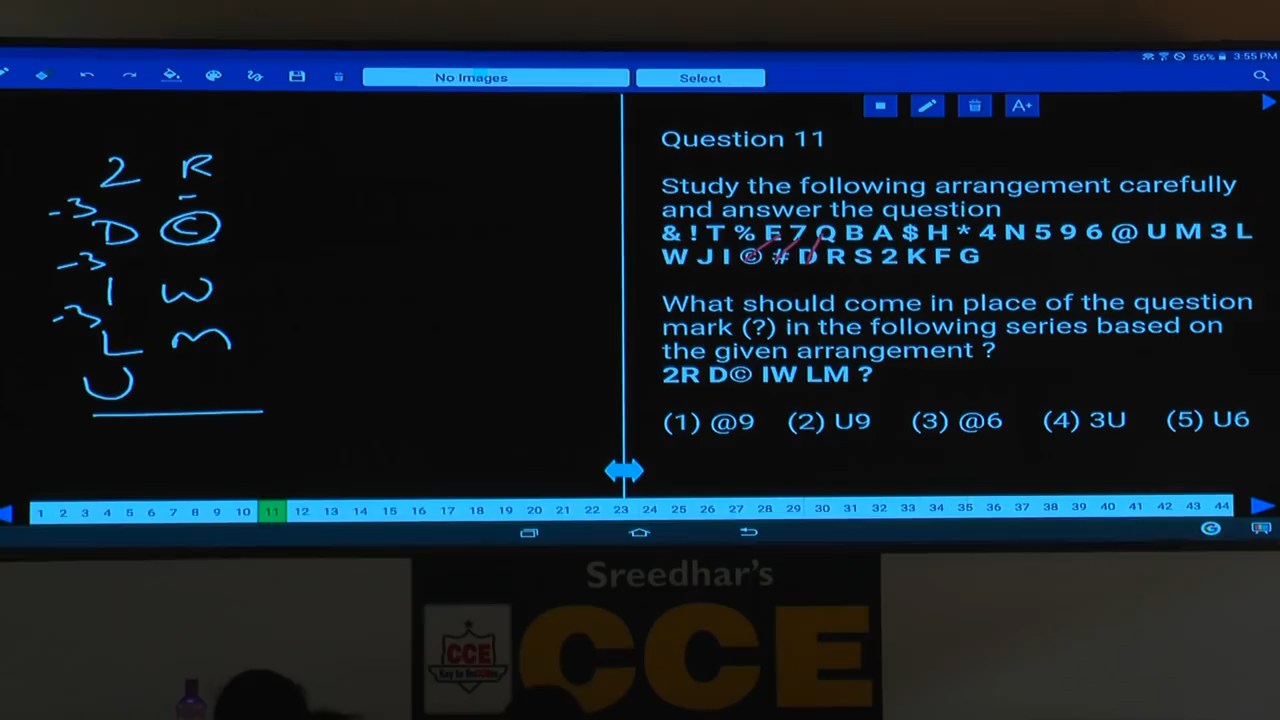 56% 3:55 PM
No Images Select
A+
2 R
-3 D ©
-3 I W
-3 L M
U
Question 11
Study the following arrangement carefully
and answer the question
& ! T % E 7 Q B A $ H * 4 N 5 9 6 @ U M 3 L
W J I © # D R S 2 K F G
What should come in place of the question
mark (?) in the following series based on
the given arrangement ?
2R D© IW LM ?
(1) @9 (2) U9 (3) @6 (4) 3U (5) U6
1 2 3 4 5 6 7 8 9 10 11 12 13 14 15 16 17 18 19 20 21 22 23 24 25 26 27 28 29 30 31 32 33 34 35 36 37 38 39 40 41 42 43 44
Sreedhar's
CCE
CCE